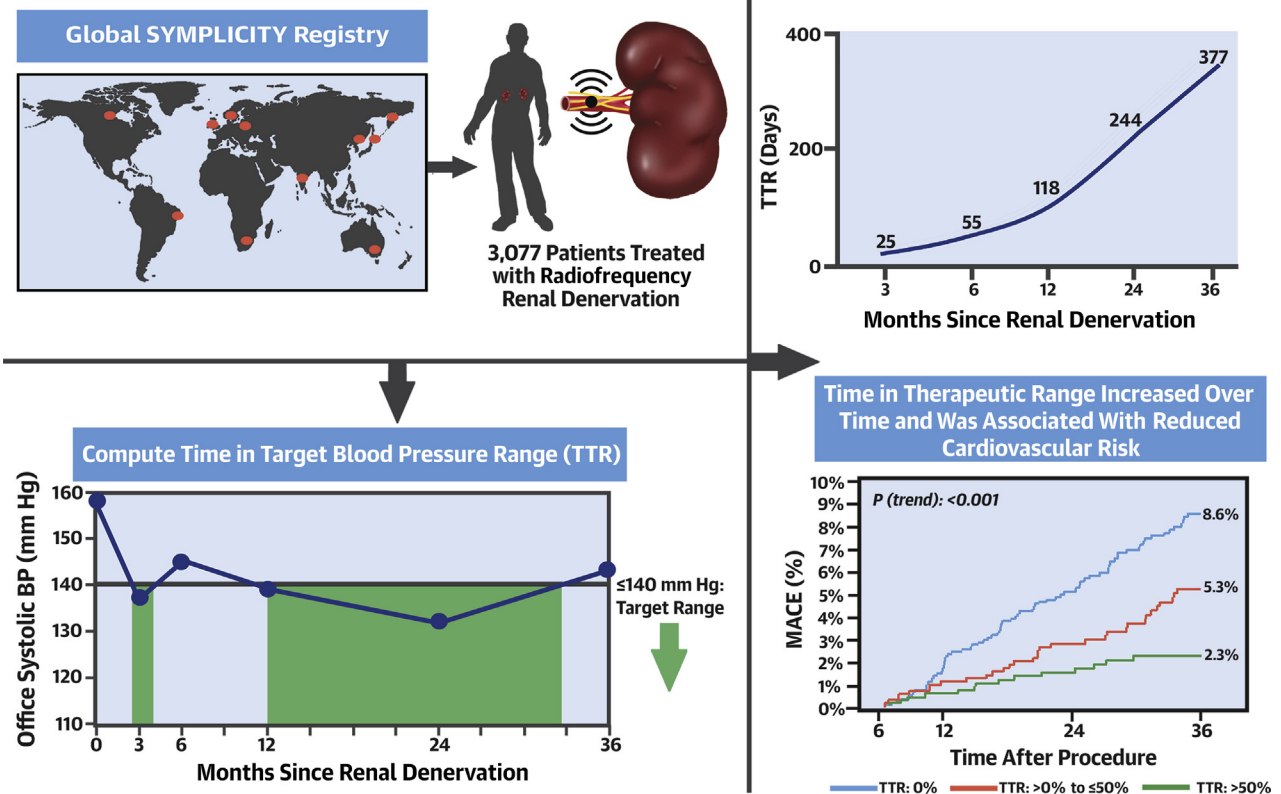 Global SYMPLICITY Registry
3,077 Patients Treated
with Radiofrequency
Renal Denervation
400
200
0
TTR (Days)
25
55
118
244
377
3
6
12
24
36
Months Since Renal Denervation
Compute Time in Target Blood Pressure Range (TTR)
Office Systolic BP (mm Hg)
160
150
140
130
120
110
0
3
6
12
24
36
Months Since Renal Denervation
≤140 mm Hg:
Target Range
Time in Therapeutic Range Increased Over
Time and Was Associated With Reduced
Cardiovascular Risk
MACE (%)
10%
9%
8%
7%
6%
5%
4%
3%
2%
1%
0%
P (trend): <0.001
8.6%
5.3%
2.3%
6
12
24
36
Time After Procedure
TTR: 0%
TTR: >0% to ≤50%
TTR: >50%